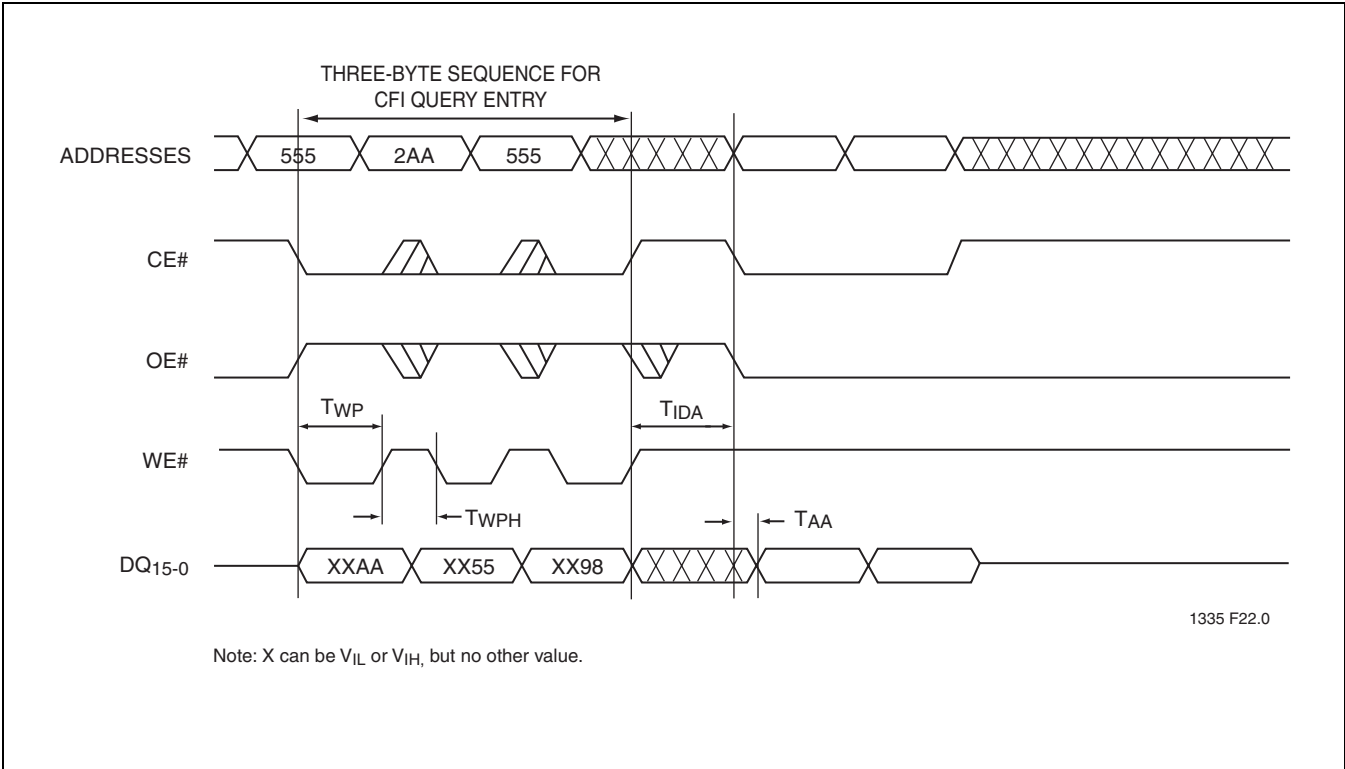 THREE-BYTE SEQUENCE FOR
CFI QUERY ENTRY
ADDRESSES
555
2AA
555
CE#
OE#
TWP
TIDA
WE#
TWPH
TAA
DQ15-0
XXAA
XX55
XX98
1335 F22.0
Note: X can be VIL or VIH, but no other value.